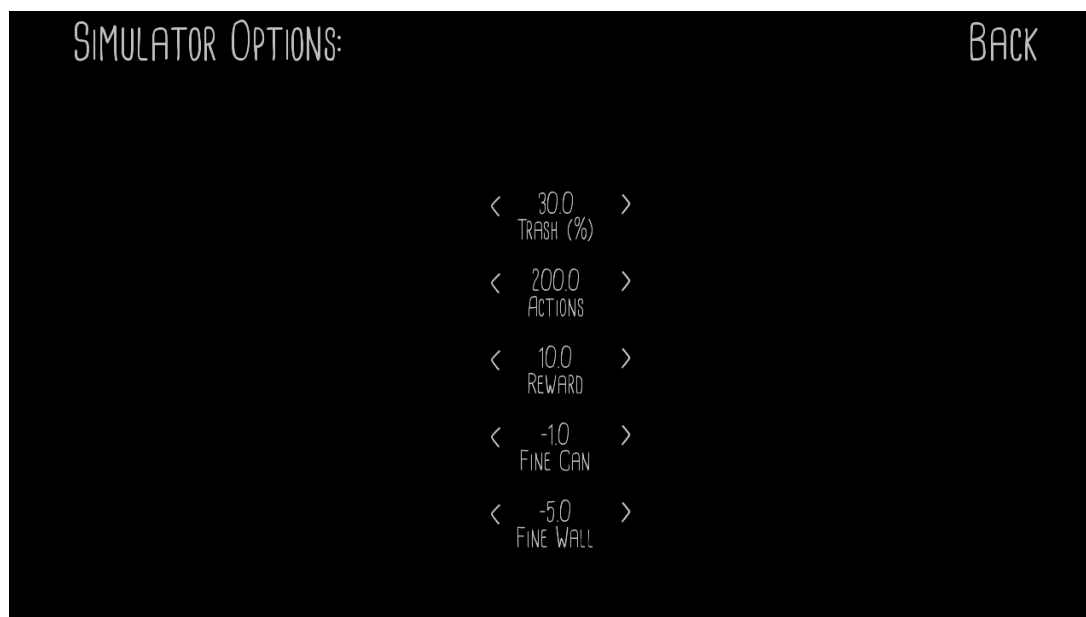 Simulator Options:
Back
< 30.0 >
Trash (%)
< 200.0 >
Actions
< 10.0 >
Reward
< -1.0 >
Fine Can
< -5.0 >
Fine Wall